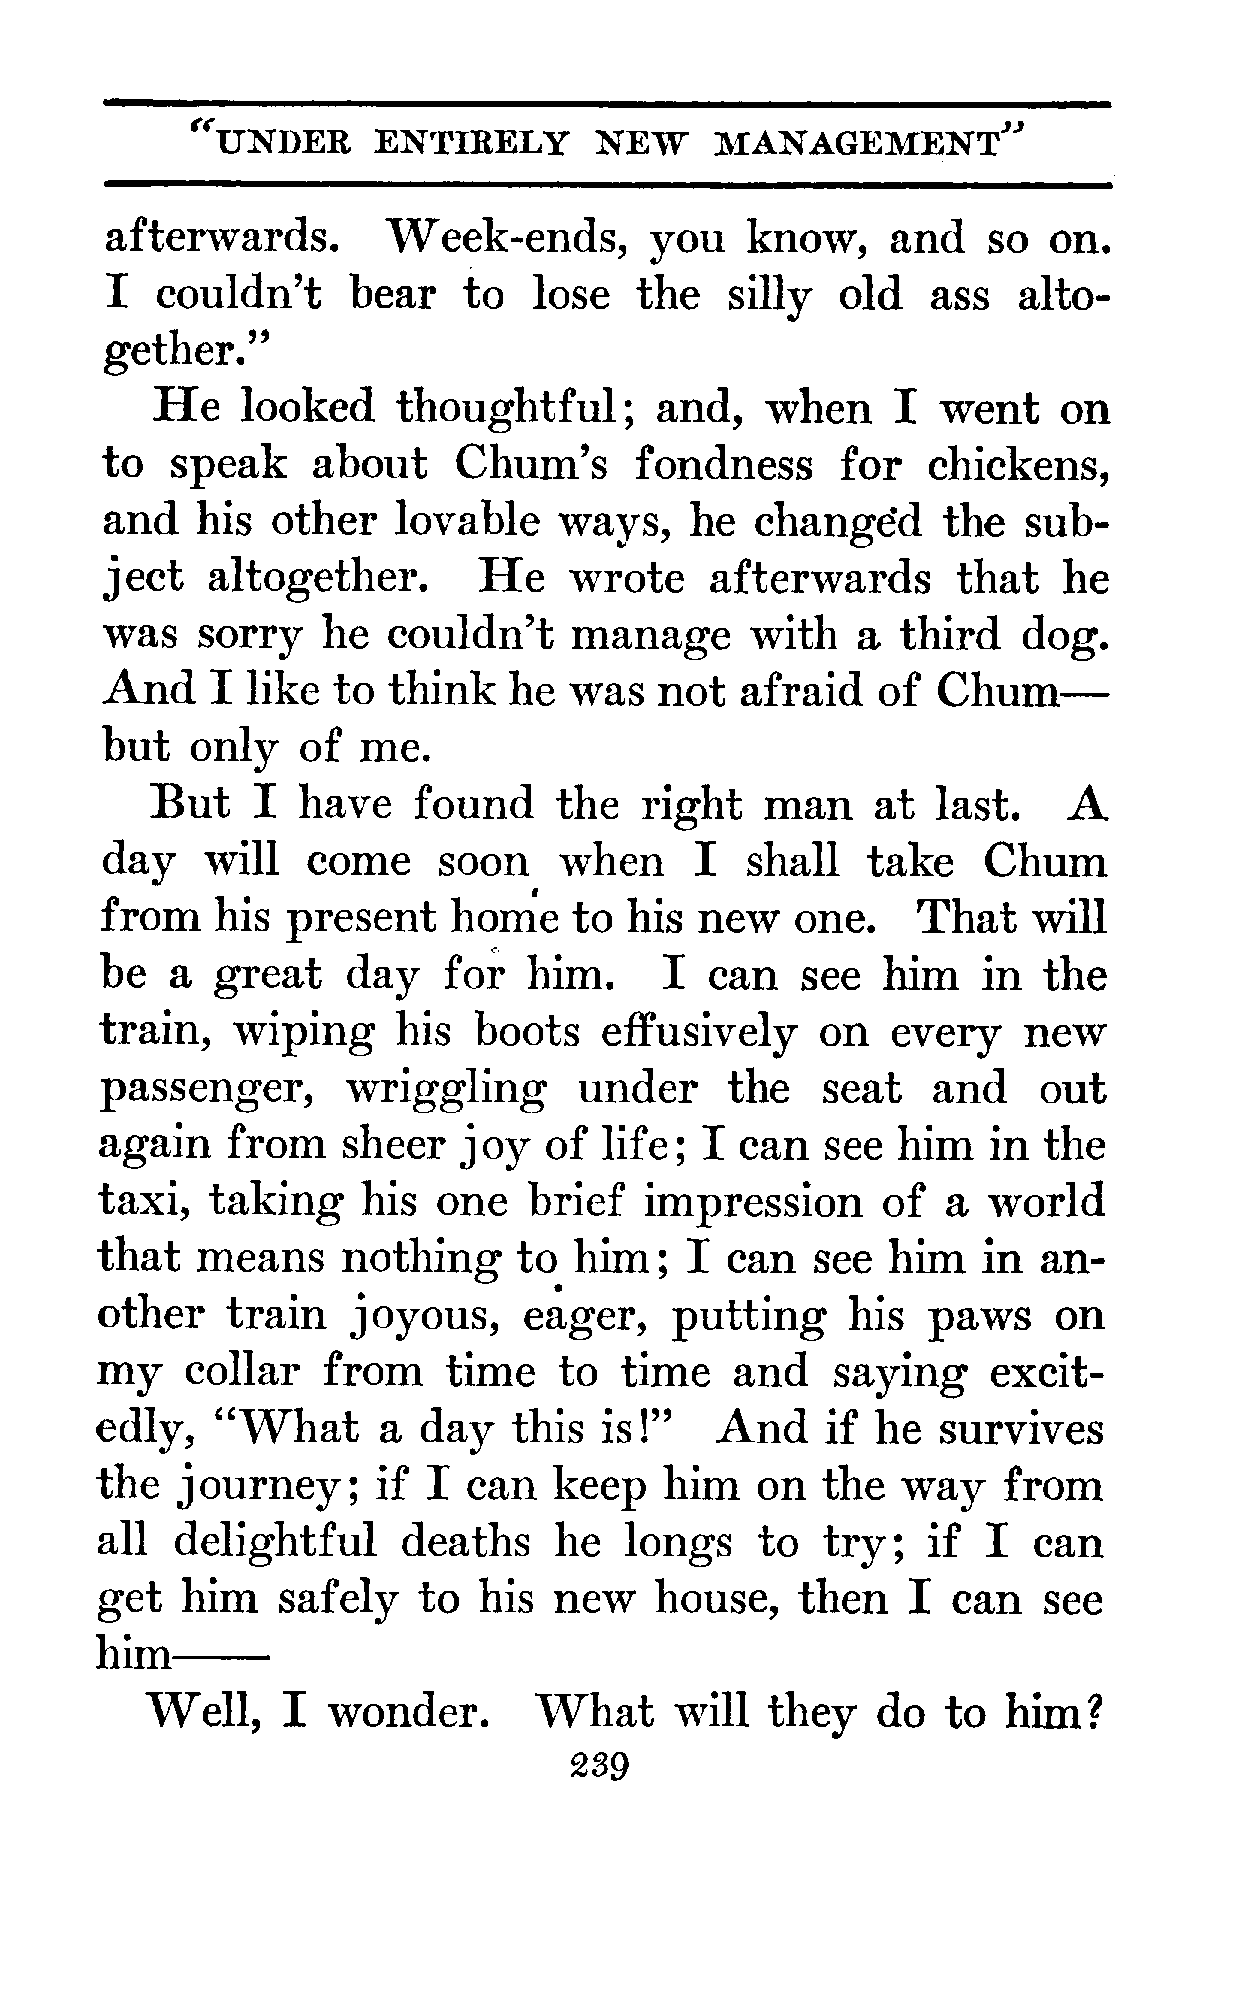 "UNDER ENTIRELY NEW MANAGEMENT"
afterwards. Week-ends, you know, and so on.
I couldn't bear to lose the silly old ass alto-
gether."
He looked thoughtful; and, when I went on
to speak about Chum's fondness for chickens,
and his other lovable ways, he changed the sub-
ject altogether. He wrote afterwards that he
was sorry he couldn't manage with a third dog.
And I like to think he was not afraid of Chum—
but only of me.
But I have found the right man at last. A
day will come soon when I shall take Chum
from his present home to his new one. That will
be a great day for him. I can see him in the
train, wiping his boots effusively on every new
passenger, wriggling under the seat and out
again from sheer joy of life; I can see him in the
taxi, taking his one brief impression of a world
that means nothing to him; I can see him in an-
other train joyous, eager, putting his paws on
my collar from time to time and saying excit-
edly, "What a day this is!" And if he survives
the journey; if I can keep him on the way from
all delightful deaths he longs to try; if I can
get him safely to his new house, then I can see
him——
Well, I wonder. What will they do to him?
239